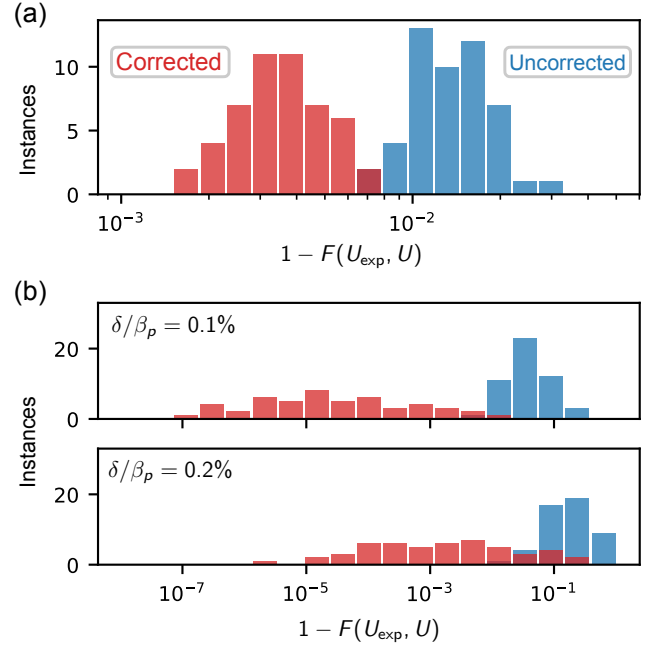 (a)
Corrected
Uncorrected
Instances
10
5
0
10⁻³
10⁻²
1 − F(U_exp, U)
(b)
δ/β_p = 0.1%
20
0
Instances
δ/β_p = 0.2%
20
0
10⁻⁷
10⁻⁵
10⁻³
10⁻¹
1 − F(U_exp, U)